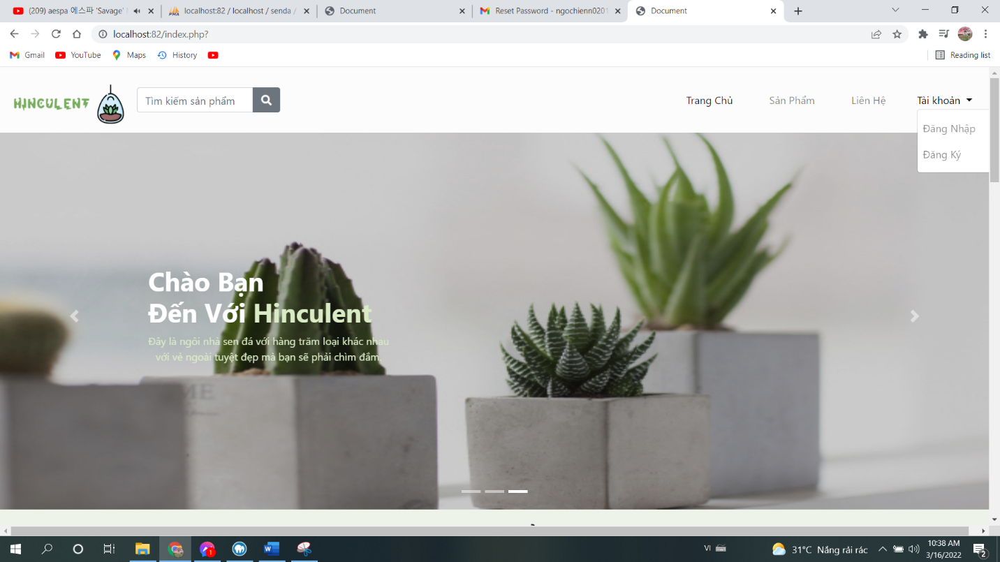 (209) aespa 에스파 'Savage'
localhost:82 / localhost / senda /
Document
Reset Password - ngochienn0201
Document
localhost:82/index.php?
Gmail
YouTube
Maps
History
Reading list
HINCULENT
Tìm kiếm sản phẩm
Trang Chủ
Sản Phẩm
Liên Hệ
Tài khoản
Đăng Nhập
Đăng Ký
Chào Bạn
Đến Với Hinculent
Đây là ngôi nhà sen đá với hàng trăm loại khác nhau
với vẻ ngoài tuyệt đẹp mà bạn sẽ phải chìm đắm.
VI
31°C Nắng rải rác
10:38 AM
3/16/2022
1
2